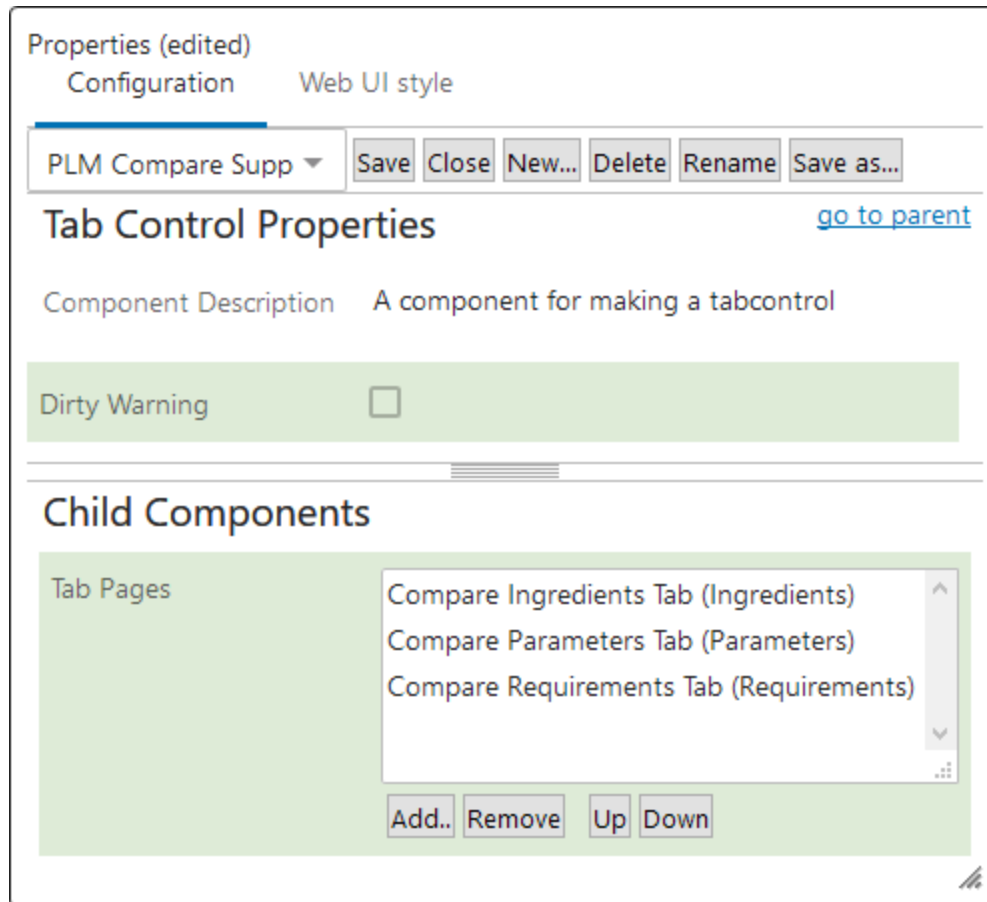 Properties (edited)
Configuration Web UI style
PLM Compare Supp Save Close New... Delete Rename Save as...
Tab Control Properties go to parent
Component Description A component for making a tabcontrol
Dirty Warning
Child Components
Tab Pages Compare Ingredients Tab (Ingredients)
Compare Parameters Tab (Parameters)
Compare Requirements Tab (Requirements)
Add.. Remove Up Down